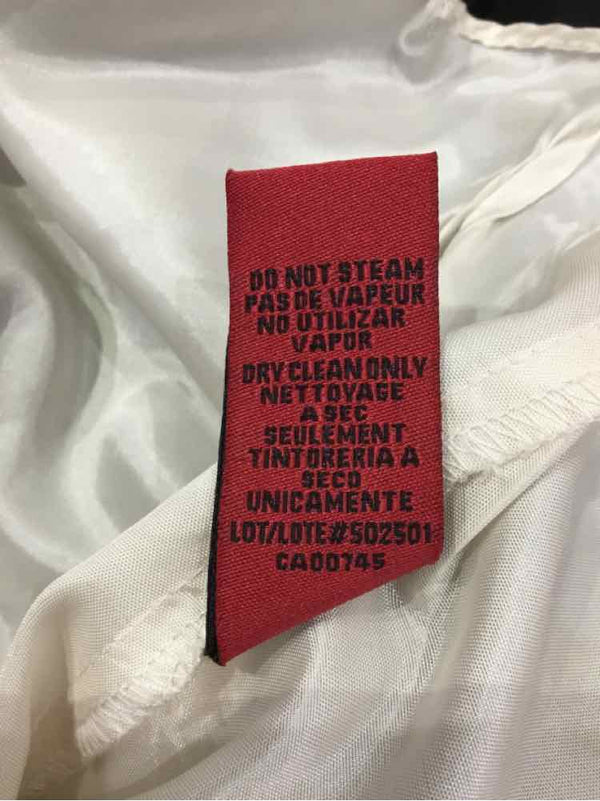 DO NOT STEAM
PAS DE VAPEUR
NO UTILIZAR
VAPOR
DRY CLEAN ONLY
NETTOYAGE
A SEC
SEULEMENT
TINTORERIA A
SECO
UNICAMENTE
LOT/LOTE#502501
CA00745